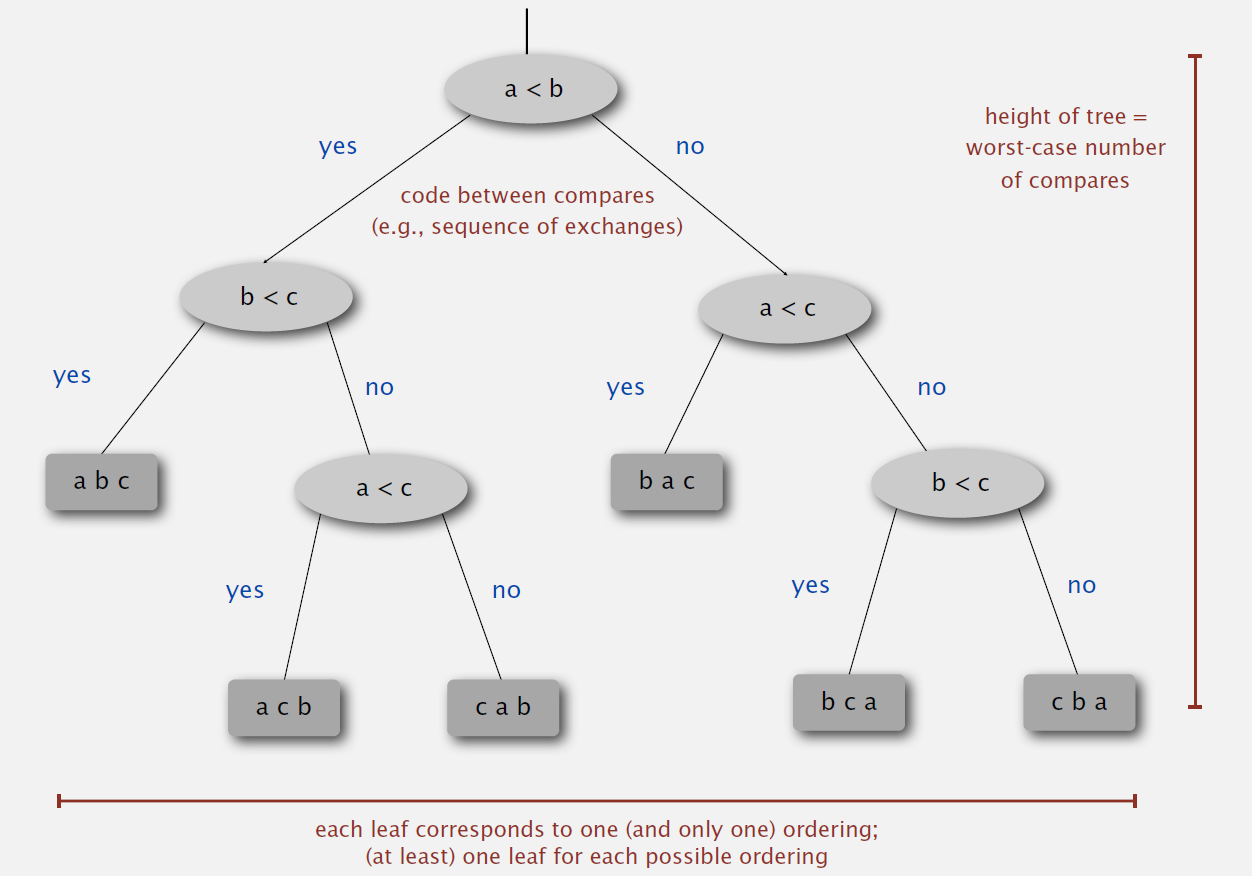 a < b
height of tree =
worst-case number
of compares
yes
no
code between compares
(e.g., sequence of exchanges)
b < c
a < c
yes
no
yes
no
a b c
a < c
b a c
b < c
yes
no
yes
no
a c b
c a b
b c a
c b a
each leaf corresponds to one (and only one) ordering;
(at least) one leaf for each possible ordering